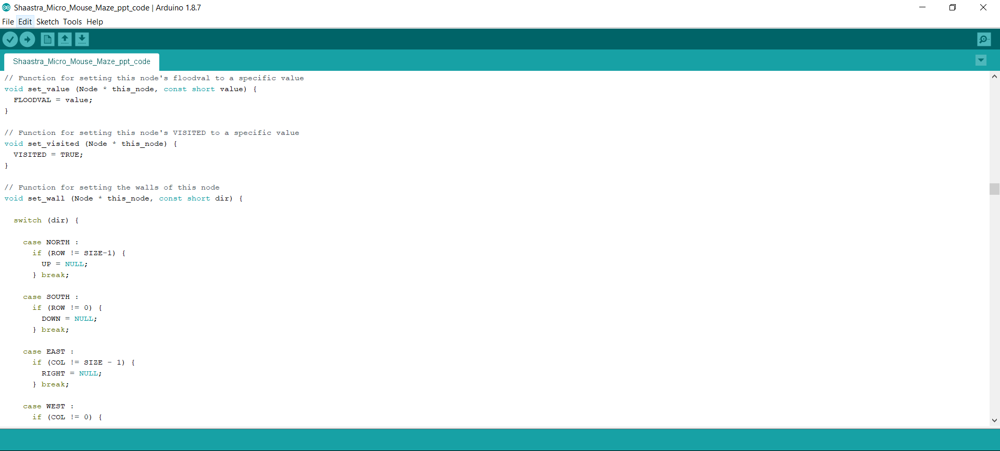 Shaastra_Micro_Mouse_Maze_ppt_code | Arduino 1.8.7
File Edit Sketch Tools Help
Shaastra_Micro_Mouse_Maze_ppt_code
// Function for setting this node's floodval to a specific value
void set_value (Node * this_node, const short value) {
  FLOODVAL = value;
}
// Function for setting this node's VISITED to a specific value
void set_visited (Node * this_node) {
  VISITED = TRUE;
}
// Function for setting the walls of this node
void set_wall (Node * this_node, const short dir) {
  switch (dir) {
    case NORTH :
      if (ROW != SIZE-1) {
        UP = NULL;
      } break;
    case SOUTH :
      if (ROW != 0) {
        DOWN = NULL;
      } break;
    case EAST :
      if (COL != SIZE - 1) {
        RIGHT = NULL;
      } break;
    case WEST :
      if (COL != 0) {